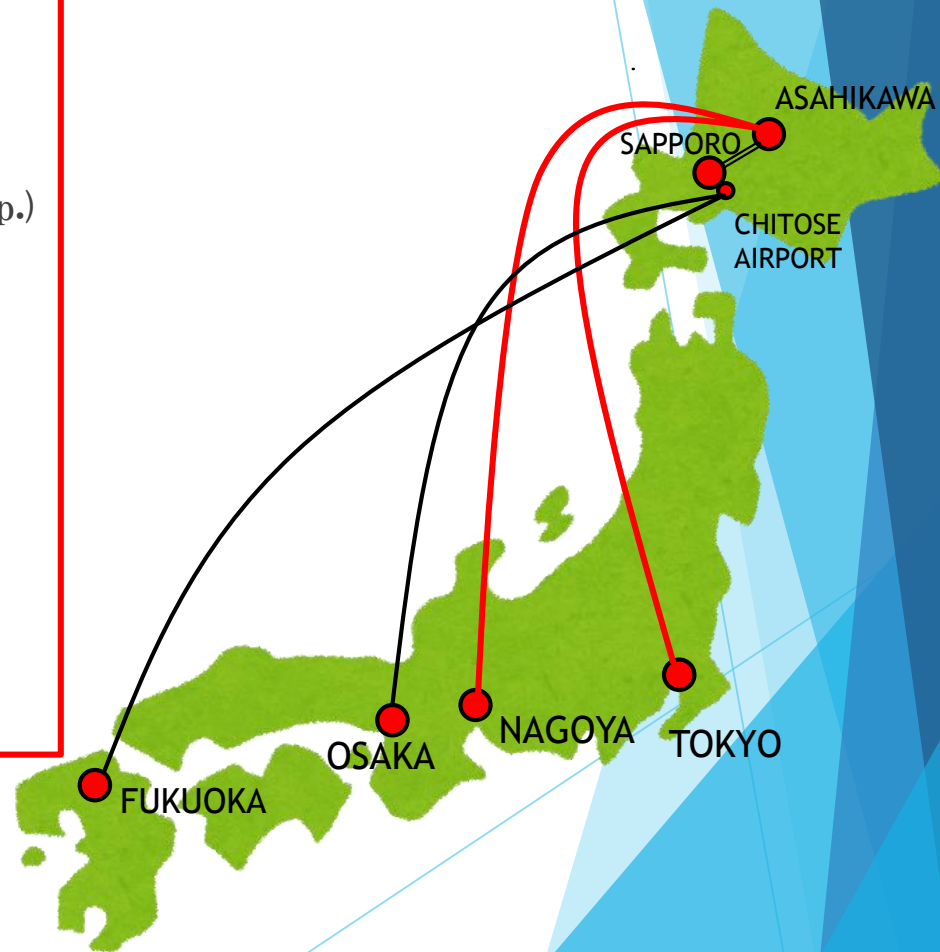 p.)
ASAHIKAWA
SAPPORO
CHITOSE
AIRPORT
NAGOYA
TOKYO
OSAKA
FUKUOKA